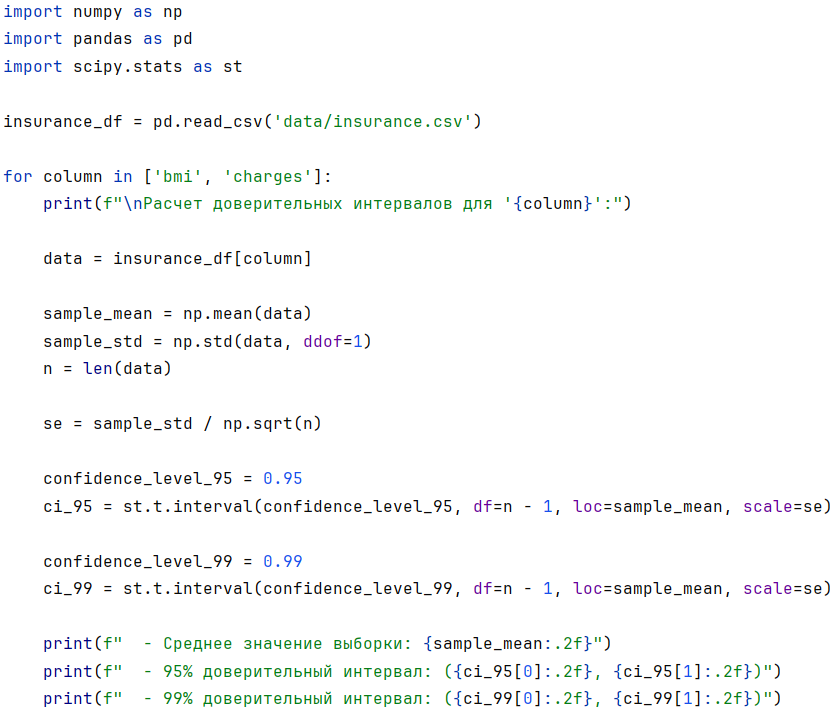 import numpy as np
import pandas as pd
import scipy.stats as st

insurance_df = pd.read_csv('data/insurance.csv')

for column in ['bmi', 'charges']:
    print(f"\nРасчет доверительных интервалов для '{column}':")

    data = insurance_df[column]

    sample_mean = np.mean(data)
    sample_std = np.std(data, ddof=1)
    n = len(data)

    se = sample_std / np.sqrt(n)

    confidence_level_95 = 0.95
    ci_95 = st.t.interval(confidence_level_95, df=n - 1, loc=sample_mean, scale=se)

    confidence_level_99 = 0.99
    ci_99 = st.t.interval(confidence_level_99, df=n - 1, loc=sample_mean, scale=se)

    print(f"  - Среднее значение выборки: {sample_mean:.2f}")
    print(f"  - 95% доверительный интервал: ({ci_95[0]:.2f}, {ci_95[1]:.2f})")
    print(f"  - 99% доверительный интервал: ({ci_99[0]:.2f}, {ci_99[1]:.2f})")